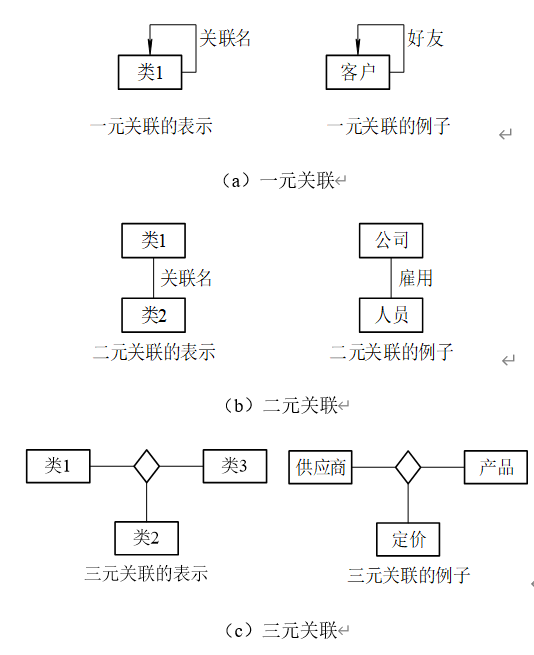 关联名 好友
类1 客户
一元关联的表示 一元关联的例子
（a）一元关联
类1 公司
关联名 雇用
类2 人员
二元关联的表示 二元关联的例子
（b）二元关联
类1 类3 供应商 产品
类2 定价
三元关联的表示 三元关联的例子
（c）三元关联